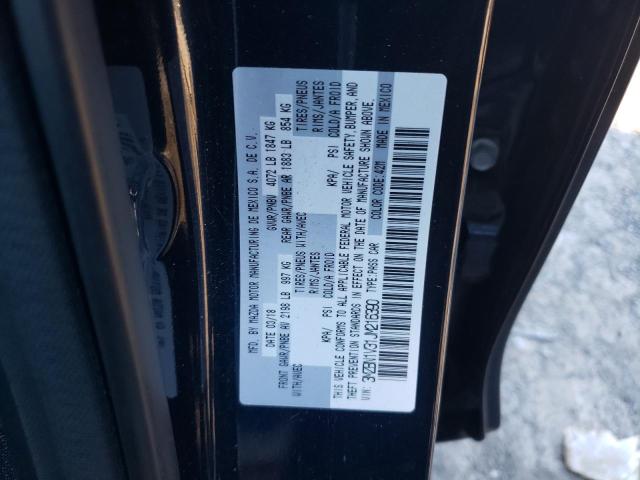 MFD. BY MAZDA MOTOR MANUFACTURING DE MEXICO S.A. DE C.V.
DATE 03/18 GVWR/PNBV 4072 LB 1847 KG
FRONT GAWR/PNBE AV 2198 LB 997 KG REAR GAWR/PNBE AR 1883 LB 854 KG
WITH/AVEC TIRES/PNEUS WITH/AVEC TIRES/PNEUS
RIMS/JANTES RIMS/JANTES
KPA/ PSI COLD/A FROID KPA/ PSI COLD/A FROID
THIS VEHICLE CONFORMS TO ALL APPLICABLE FEDERAL MOTOR VEHICLE SAFETY, BUMPER, AND
THEFT PREVENTION STANDARDS IN EFFECT ON THE DATE OF MANUFACTURE SHOWN ABOVE.
VIN: 3MZBN1V31JM216390 TYPE:PASS CAR COLOR CODE:42M MADE IN MEXICO